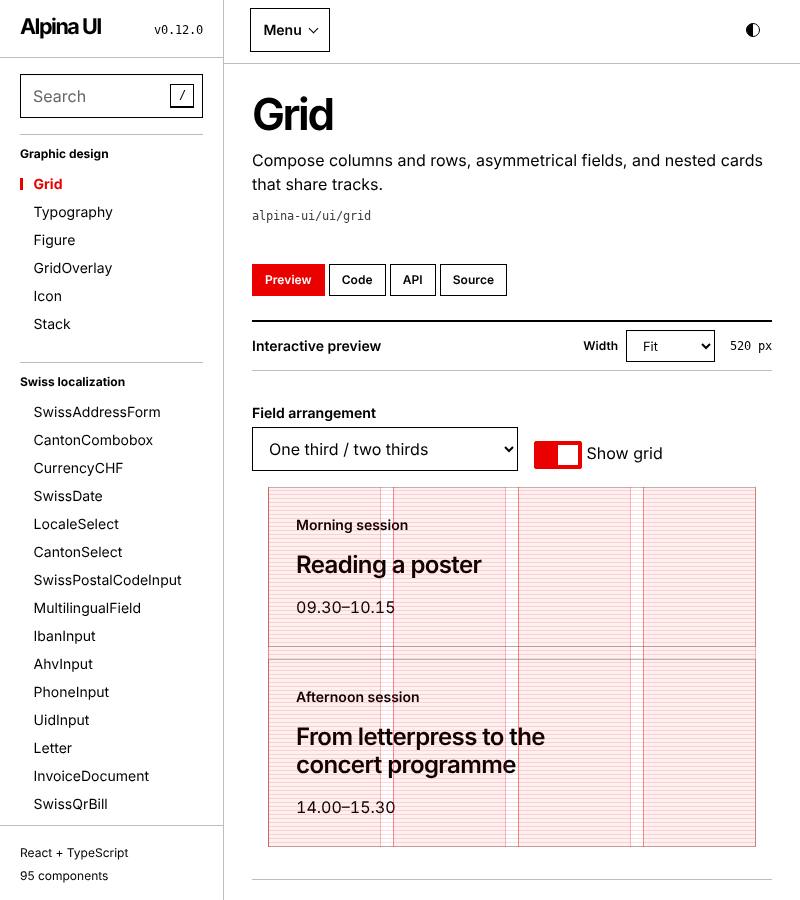 Alpina UI
v0.12.0
Menu
Search
/
Graphic design
Grid
Typography
Figure
GridOverlay
Icon
Stack
Swiss localization
SwissAddressForm
CantonCombobox
CurrencyCHF
SwissDate
LocaleSelect
CantonSelect
SwissPostalCodeInput
MultilingualField
IbanInput
AhvInput
PhoneInput
UidInput
Letter
InvoiceDocument
SwissQrBill
React + TypeScript
95 components
Grid
Compose columns and rows, asymmetrical fields, and nested cards
that share tracks.
alpina-ui/ui/grid
Preview
Code
API
Source
Interactive preview
Width
Fit
520 px
Field arrangement
One third / two thirds
Show grid
Morning session
Reading a poster
09.30–10.15
Afternoon session
From letterpress to the
concert programme
14.00–15.30